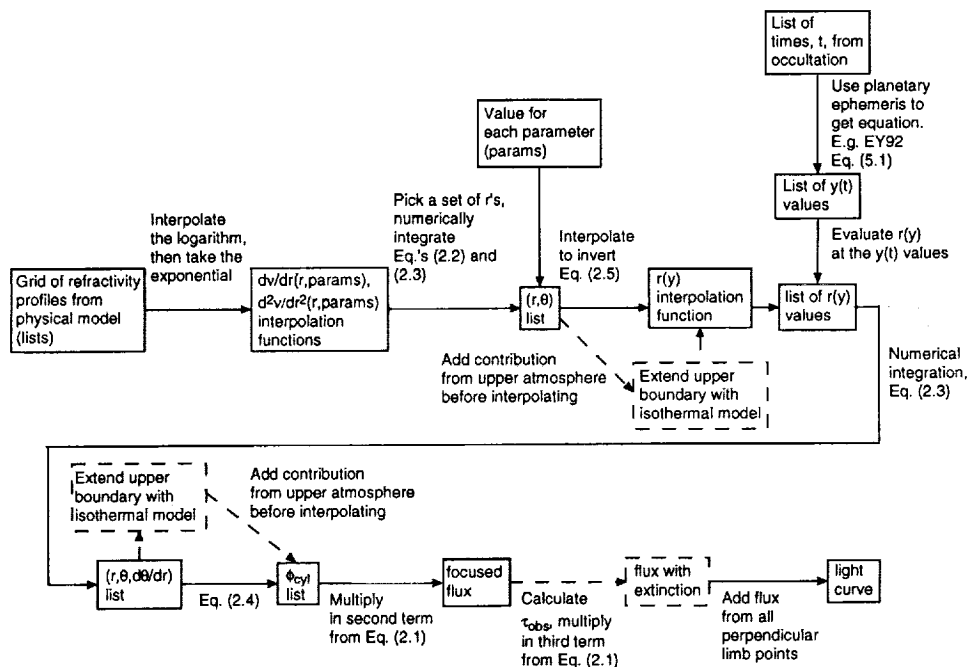 List of
times, t, from
occultation
Use planetary
ephemeris to
get equation.
E.g. EY92
Eq. (5.1)
List of y(t)
values
Evaluate r(y)
at the y(t) values
Value for
each parameter
(params)
Grid of refractivity
profiles from
physical model
(lists)
Interpolate
the logarithm,
then take the
exponential
dν/dr(r,params),
d²ν/dr²(r,params)
interpolation
functions
Pick a set of r's,
numerically
integrate
Eq.'s (2.2) and
(2.3)
(r,θ)
list
Interpolate
to invert
Eq. (2.5)
r(y)
interpolation
function
list of r(y)
values
Add contribution
from upper atmosphere
before interpolating
Extend upper
boundary with
isothermal model
Numerical
integration,
Eq. (2.3)
Extend upper
boundary with
isothermal model
Add contribution
from upper atmosphere
before interpolating
(r,θ,dθ/dr)
list
Eq. (2.4)
ϕcyl
list
Multiply
in second term
from Eq. (2.1)
focused
flux
Calculate
τobs, multiply
in third term
from Eq. (2.1)
flux with
extinction
Add flux
from all
perpendicular
limb points
light
curve